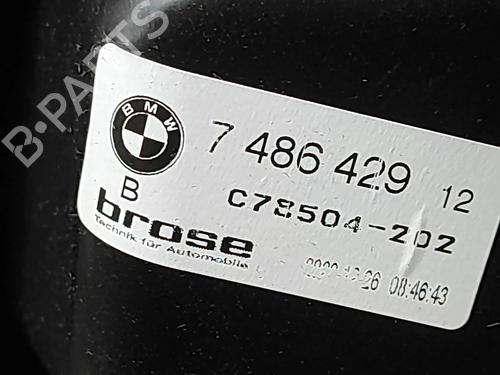 B-PARTS
BMW
7 486 429 12
B
C78504-202
brose
Technik für Automobile
08:46:43